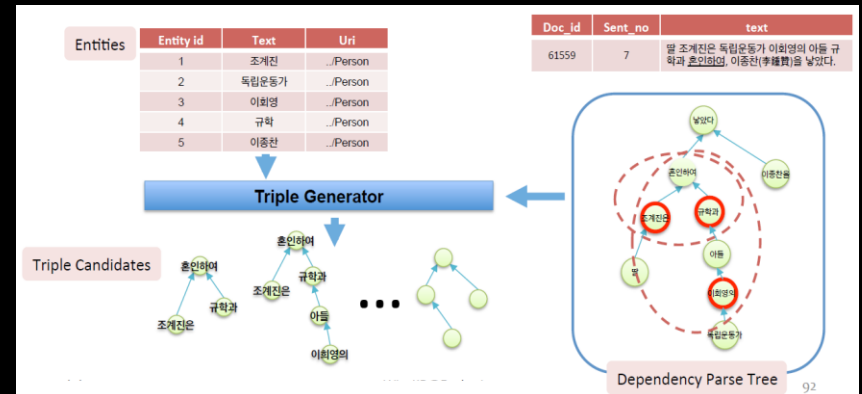 Entities
Entity id Text Uri
1 조계진 ../Person
2 독립운동가 ../Person
3 이회영 ../Person
4 규학 ../Person
5 이종찬 ../Person
Doc_id Sent_no text
61559 7 딸 조계진은 독립운동가 이회영의 아들 규
학과 혼인하여, 이종찬(李鍾贊)을 낳았다.
Triple Generator
Triple Candidates
혼인하여
조계진은
규학과
혼인하여
조계진은
규학과
아들
이회영의
...
낳았다
혼인하여
이종찬을
조계진은
규학과
딸
아들
이회영의
독립운동가
Dependency Parse Tree
92